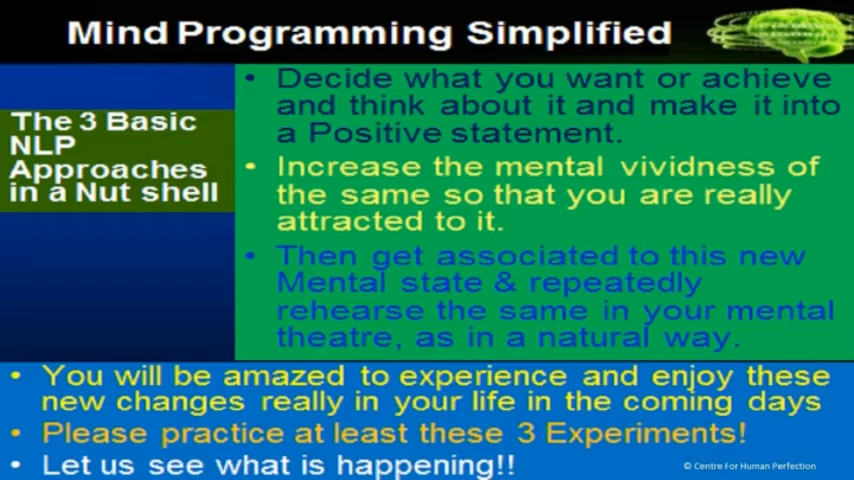 Mind Programming Simplified
The 3 Basic
NLP
Approaches
in a Nut shell
• Decide what you want or achieve
and think about it and make it into
a Positive statement.
• Increase the mental vividness of
the same so that you are really
attracted to it.
• Then get associated to this new
Mental state & repeatedly
rehearse the same in your mental
theatre, as in a natural way.
• You will be amazed to experience and enjoy these
new changes really in your life in the coming days
• Please practice at least these 3 Experiments!
• Let us see what is happening!!
© Centre For Human Perfection